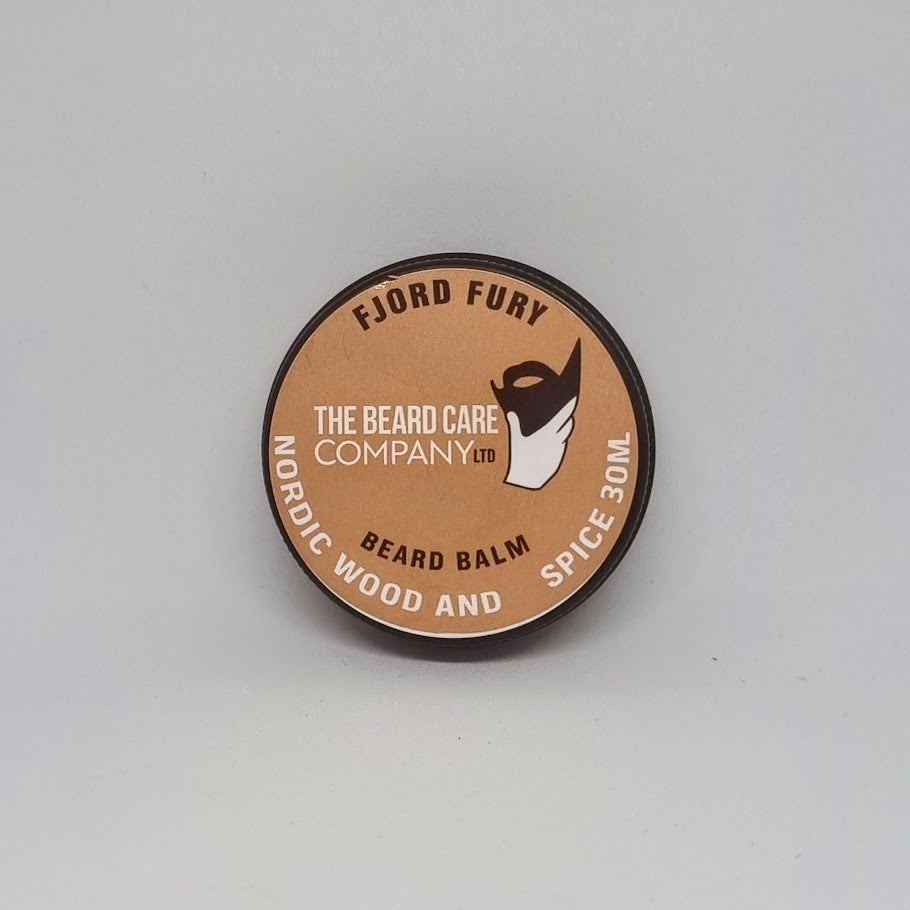 FJORD FURY
THE BEARD CARE
COMPANY LTD
BEARD BALM
NORDIC WOOD AND SPICE 30ML